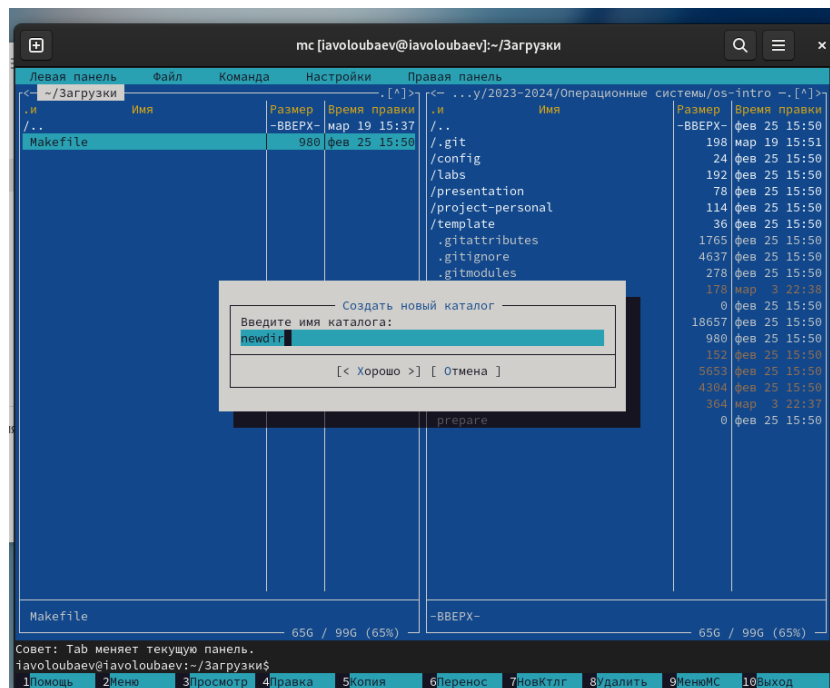 mc [iavoloubaev@iavoloubaev]:~/Загрузки
Левая панель Файл Команда Настройки Правая панель
<— ~/Загрузки .[^]> <— ...y/2023-2024/Операционные системы/os-intro —.[^]>
.и Имя Размер Время правки .и Имя Размер Время правки
/.. -ВВЕРХ- мар 19 15:37 /.. -ВВЕРХ- фев 25 15:50
Makefile 980 фев 25 15:50 /.git 198 мар 19 15:51
/config 24 фев 25 15:50
/labs 192 фев 25 15:50
/presentation 78 фев 25 15:50
/project-personal 114 фев 25 15:50
/template 36 фев 25 15:50
.gitattributes 1765 фев 25 15:50
.gitignore 4637 фев 25 15:50
.gitmodules 278 фев 25 15:50
178 мар 3 22:38
Создать новый каталог 0 фев 25 15:50
Введите имя каталога: 18657 фев 25 15:50
newdir 980 фев 25 15:50
152 фев 25 15:50
[< Хорошо >] [ Отмена ] 5653 фев 25 15:50
4304 фев 25 15:50
364 мар 3 22:37
prepare 0 фев 25 15:50
Makefile -ВВЕРХ-
65G / 99G (65%) 65G / 99G (65%)
Совет: Tab меняет текущую панель.
iavoloubaev@iavoloubaev:~/Загрузки$
1Помощь 2Меню 3Просмотр 4Правка 5Копия 6Перенос 7НовКтлг 8Удалить 9МенюMC 10Выход